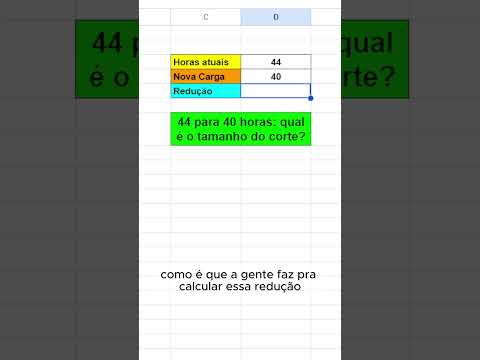 C D
Horas atuais 44
Nova Carga 40
Redução
44 para 40 horas: qual
é o tamanho do corte?
como é que a gente faz pra
calcular essa redução
44 p
qual
é o t
orte?